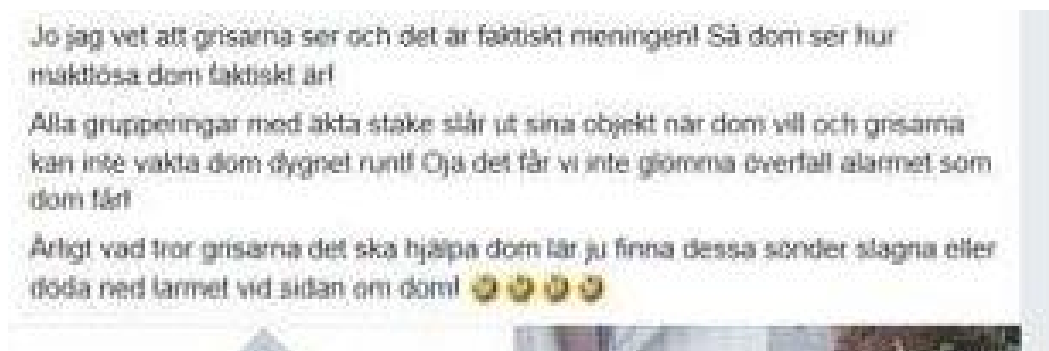 Jo jag vet att grisarna ser och det är faktiskt meningen! Så dom ser hur
maktlösa dom faktiskt är!
Alla grupperingar med äkta stake slår ut sina objekt när dom vill och grisarna
kan inte vakta dom dygnet runt! Oja det får vi inte glömma överfall alarmet som
dom får!
Ärligt vad tror grisarna det ska hjälpa dom lär ju finna dessa sönder slagna eller
döda ned larmet vid sidan om dom! 🤣🤣🤣🤣